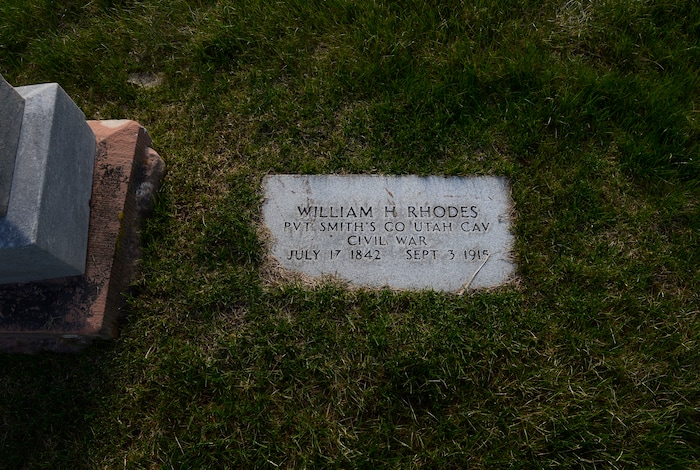 WILLIAM H RHODES
PVT SMITH'S CO UTAH CAV
CIVIL WAR
JULY 17 1842 SEPT 3 1915